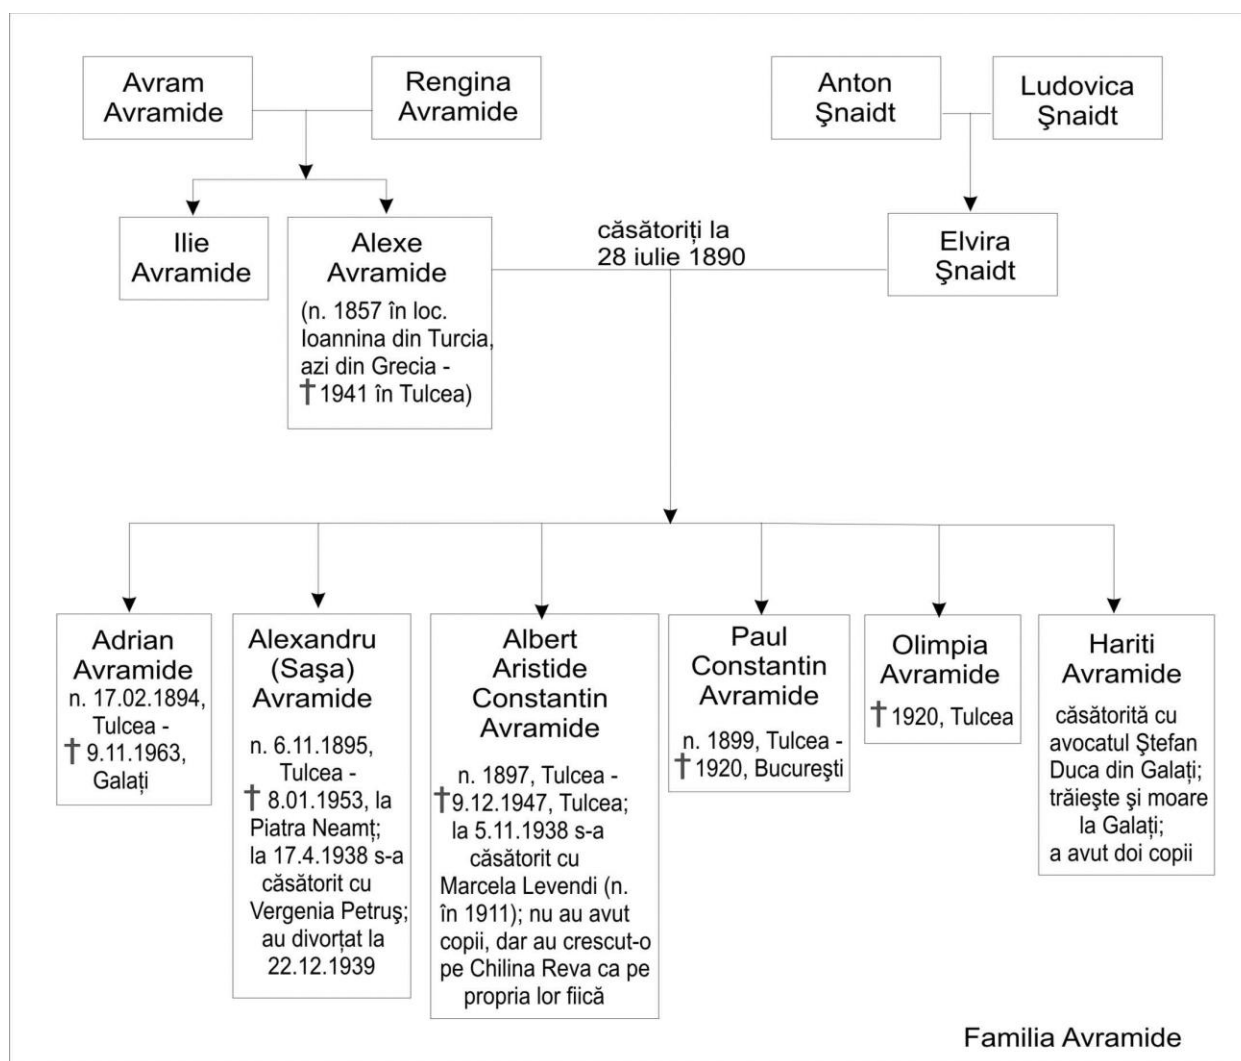 Avram
Avramide
Rengina
Avramide
Anton
Şnaidt
Ludovica
Şnaidt
Ilie
Avramide
Alexe
Avramide
(n. 1857 în loc.
Ioannina din Turcia,
azi din Grecia -
†1941 în Tulcea)
căsătoriți la
28 iulie 1890
Elvira
Şnaidt
Adrian
Avramide
n. 17.02.1894,
Tulcea -
† 9.11.1963,
Galați
Alexandru
(Saşa)
Avramide
n. 6.11.1895,
Tulcea -
† 8.01.1953, la
Piatra Neamț;
la 17.4.1938 s-a
căsătorit cu
Vergenia Petruş;
au divorțat la
22.12.1939
Albert
Aristide
Constantin
Avramide
n. 1897, Tulcea -
†9.12.1947, Tulcea;
la 5.11.1938 s-a
căsătorit cu
Marcela Levendi (n.
în 1911); nu au avut
copii, dar au crescut-o
pe Chilina Reva ca pe
propria lor fiică
Paul
Constantin
Avramide
n. 1899, Tulcea -
†1920, Bucureşti
Olimpia
Avramide
†1920, Tulcea
Hariti
Avramide
căsătorită cu
avocatul Ştefan
Duca din Galați;
trăieşte şi moare
la Galați;
a avut doi copii
Familia Avramide